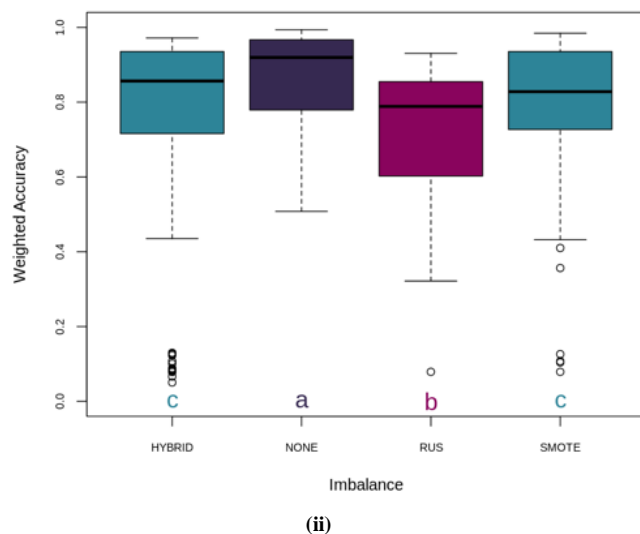 1.0
0.8
0.6
0.4
0.2
0.0
Weighted Accuracy
c a b c
HYBRID NONE RUS SMOTE
Imbalance
(ii)